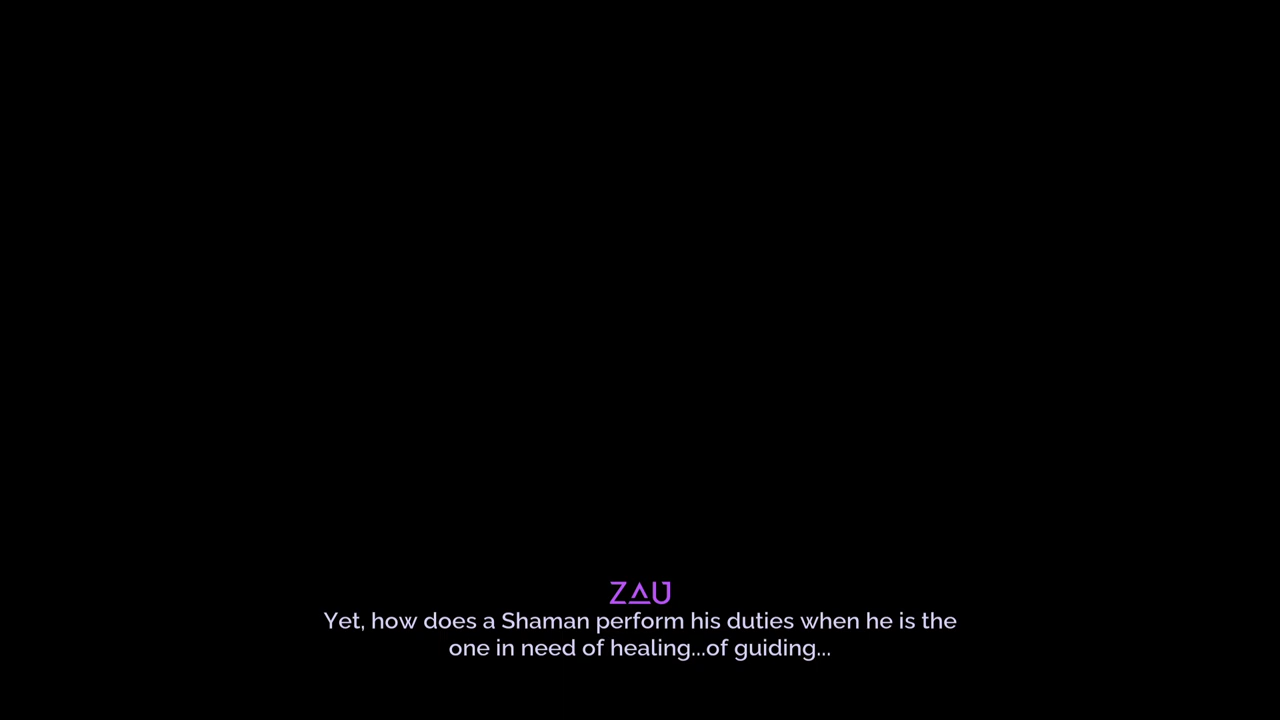 ZAU
Yet, how does a Shaman perform his duties when he is the
one in need of healing...of guiding...